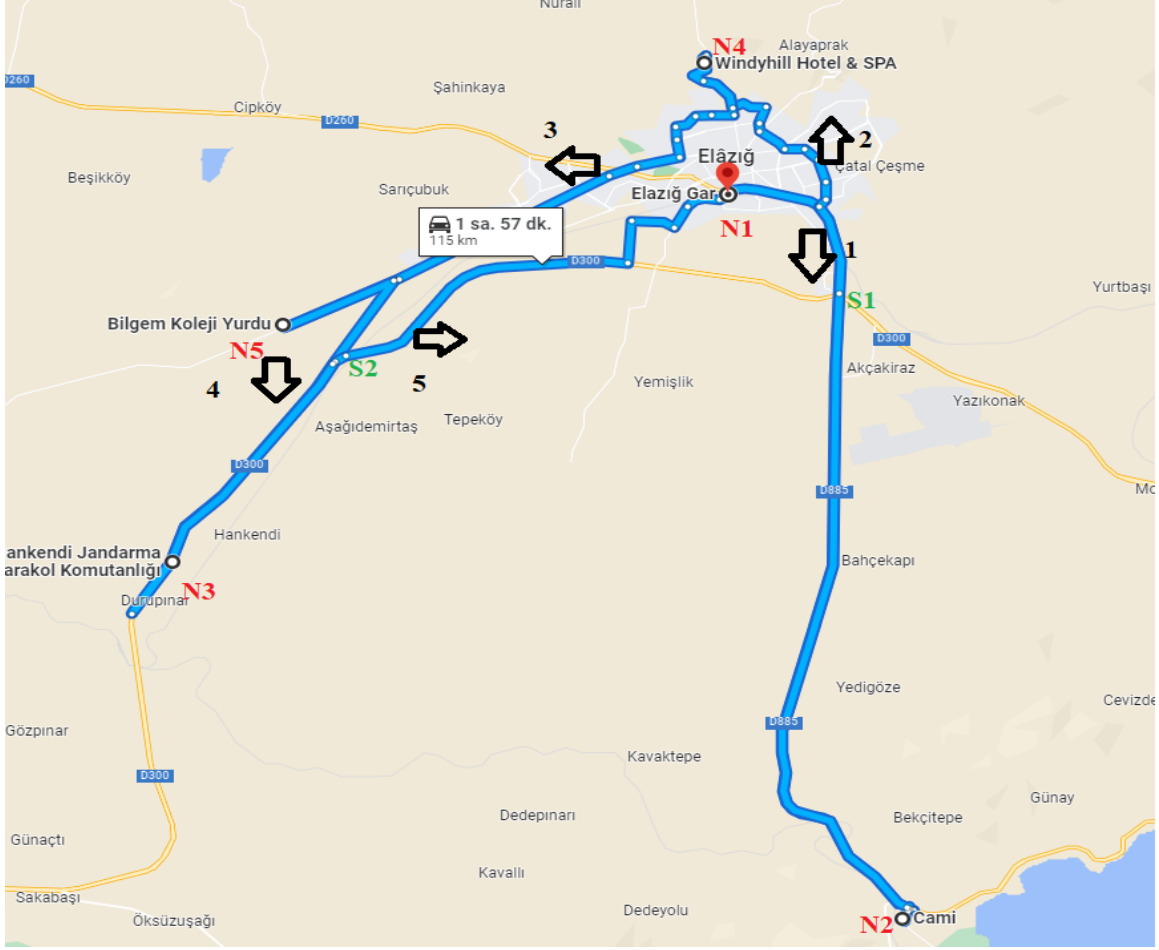 Nurali
N4
Alayaprak
Windyhill Hotel & SPA
D260
Şahinkaya
Cipköy
D260
3
2
Elâzığ
Çatal Çeşme
Beşikköy
Sarıçubuk
Elazığ Gar
N1
1 sa. 57 dk.
115 km
1
D300
Yurtbaşı
S1
Bilgem Koleji Yurdu
N5
D300
S2
Akçakiraz
4
5
Yemişlik
Yazıkonak
Aşağıdemirtaş
Tepeköy
D300
D885
Mo
Hankendi
ankendi Jandarma
arakol Komutanlığı
Bahçekapı
N3
Durupınar
Yedigöze
Cevizde
D885
Gözpınar
Kavaktepe
D300
Günay
Dedepınarı
Bekçitepe
Günaçtı
Kavallı
Sakabaşı
Dedeyolu
Öksüzuşağı
N2
Cami